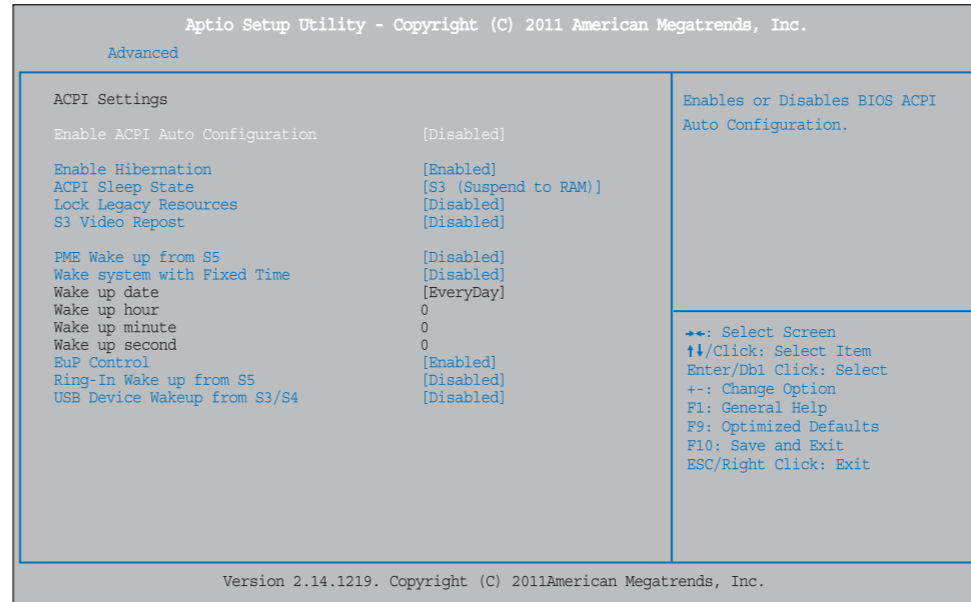 Aptio Setup Utility - Copyright (C) 2011 American Megatrends, Inc.
Advanced
ACPI Settings
Enable ACPI Auto Configuration [Disabled]
Enable Hibernation [Enabled]
ACPI Sleep State [S3 (Suspend to RAM)]
Lock Legacy Resources [Disabled]
S3 Video Repost [Disabled]
PME Wake up from S5 [Disabled]
Wake system with Fixed Time [Disabled]
Wake up date [EveryDay]
Wake up hour 0
Wake up minute 0
Wake up second 0
EuP Control [Enabled]
Ring-In Wake up from S5 [Disabled]
USB Device Wakeup from S3/S4 [Disabled]
Enables or Disables BIOS ACPI
Auto Configuration.
→←: Select Screen
↑↓/Click: Select Item
Enter/Db1 Click: Select
+-: Change Option
F1: General Help
F9: Optimized Defaults
F10: Save and Exit
ESC/Right Click: Exit
Version 2.14.1219. Copyright (C) 2011American Megatrends, Inc.